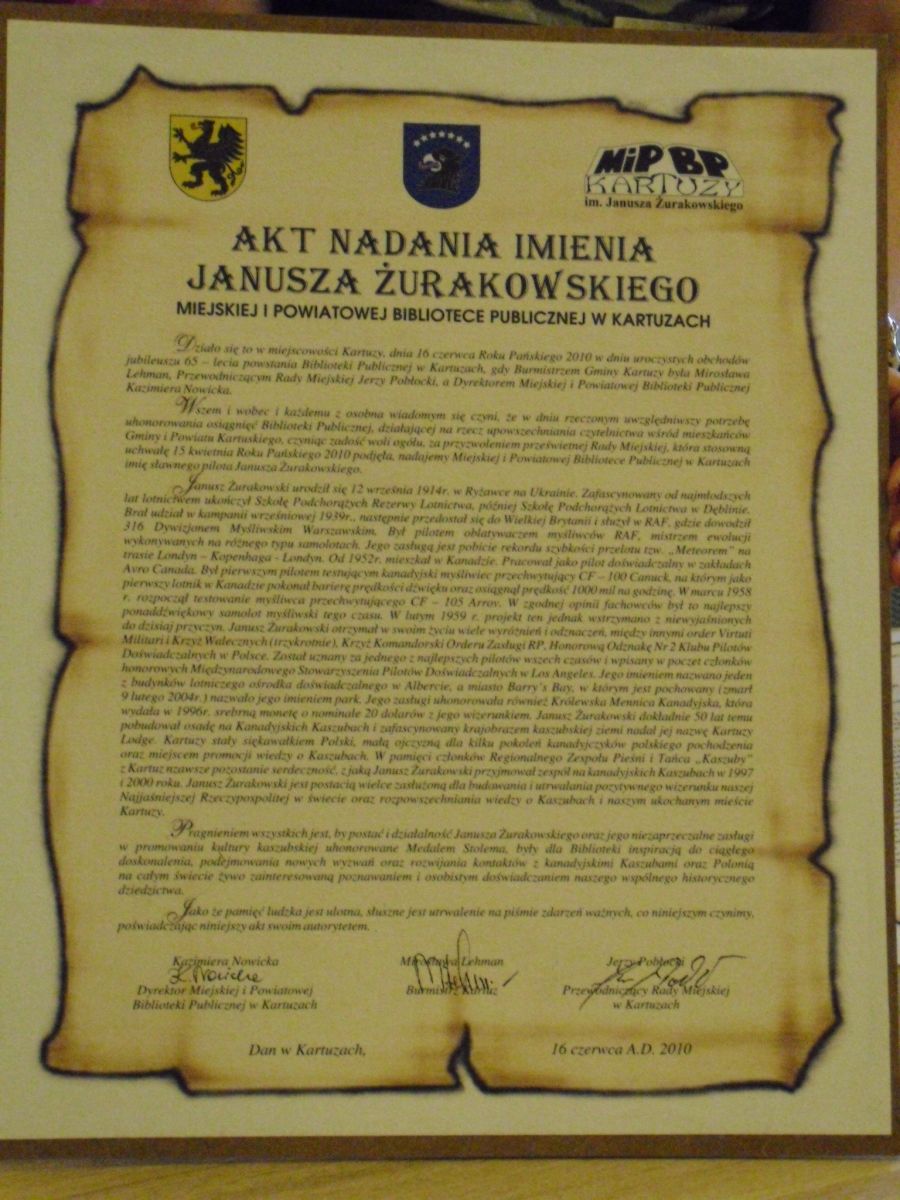 MiP BP
KARTUZY
im. Janusza Żurakowskiego
AKT NADANIA IMIENIA
JANUSZA ŻURAKOWSKIEGO
MIEJSKIEJ I POWIATOWEJ BIBLIOTECE PUBLICZNEJ W KARTUZACH
Działo się to w miejscowości Kartuzy, dnia 16 czerwca Roku Pańskiego 2010 w dniu uroczystych obchodów
jubileuszu 65 – lecia powstania Biblioteki Publicznej w Kartuzach, gdy Burmistrzem Gminy Kartuzy była Mirosława
Lehman, Przewodniczącym Rady Miejskiej Jerzy Pobłocki, a Dyrektorem Miejskiej i Powiatowej Biblioteki Publicznej
Kazimiera Nowicka.
Wszem i wobec i każdemu z osobna wiadomym się czyni, że w dniu rzeczonym uwzględniwszy potrzebę
uhonorowania osiągnięć Biblioteki Publicznej, działającej na rzecz upowszechniania czytelnictwa wśród mieszkańców
Gminy i Powiatu Kartuskiego, czyniąc zadość woli ogółu, za przyzwoleniem prześwietnej Rady Miejskiej, która stosowną
uchwałę 15 kwietnia Roku Pańskiego 2010 podjęła, nadajemy Miejskiej i Powiatowej Bibliotece Publicznej w Kartuzach
imię sławnego pilota Janusza Żurakowskiego.
Janusz Żurakowski urodził się 12 września 1914r. w Ryżawce na Ukrainie. Zafascynowany od najmłodszych
lat lotnictwem ukończył Szkołę Podchorążych Rezerwy Lotnictwa, później Szkołę Podchorążych Lotnictwa w Dęblinie.
Brał udział w kampanii wrześniowej 1939r., następnie przedostał się do Wielkiej Brytanii i służył w RAF, gdzie dowodził
316 Dywizjonem Myśliwskim Warszawskim. Był pilotem oblatywaczem myśliwców RAF, mistrzem ewolucji
wykonywanych na różnego typu samolotach. Jego zasługą jest pobicie rekordu szybkości przelotu tzw. „Meteorem” na
trasie Londyn – Kopenhaga - Londyn. Od 1952r. mieszkał w Kanadzie. Pracował jako pilot doświadczalny w zakładach
Avro Canada. Był pierwszym pilotem testującym kanadyjski myśliwiec przechwytujący CF – 100 Canuck, na którym jako
pierwszy lotnik w Kanadzie pokonał barierę prędkości dźwięku oraz osiągnął prędkość 1000 mil na godzinę. W marcu 1958
r. rozpoczął testowanie myśliwca przechwytującego CF – 105 Arrov. W zgodnej opinii fachowców był to najlepszy
ponaddźwiękowy samolot myśliwski tego czasu. W lutym 1959 r. projekt ten jednak wstrzymano z niewyjaśnionych
do dzisiaj przyczyn. Janusz Żurakowski otrzymał w swoim życiu wiele wyróżnień i odznaczeń, między innymi order Virtuti
Militari i Krzyż Walecznych (trzykrotnie), Krzyż Komandorski Orderu Zasługi RP, Honorową Odznakę Nr 2 Klubu Pilotów
Doświadczalnych w Polsce. Został uznany za jednego z najlepszych pilotów wszech czasów i wpisany w poczet członków
honorowych Międzynarodowego Stowarzyszenia Pilotów Doświadczalnych w Los Angeles. Jego imieniem nazwano jeden
z budynków lotniczego ośrodka doświadczalnego w Albercie, a miasto Barry`s Bay, w którym jest pochowany (zmarł
9 lutego 2004r.) nazwało jego imieniem park. Jego zasługi uhonorowała również Królewska Mennica Kanadyjska, która
wydała w 1996r. srebrną monetę o nominale 20 dolarów z jego wizerunkiem. Janusz Żurakowski dokładnie 50 lat temu
pobudował osadę na Kanadyjskich Kaszubach i zafascynowany krajobrazem kaszubskiej ziemi nadał jej nazwę Kartuzy
Lodge. Kartuzy stały się kawałkiem Polski, małą ojczyzną dla kilku pokoleń kanadyjczyków polskiego pochodzenia
oraz miejscem promocji wiedzy o Kaszubach. W pamięci członków Regionalnego Zespołu Pieśni i Tańca „Kaszuby”
z Kartuz nzawsze pozostanie serdeczność, z jaką Janusz Żurakowski przyjmował zespół na kanadyjskich Kaszubach w 1997
i 2000 roku. Janusz Żurakowski jest postacią wielce zasłużoną dla budowania i utrwalania pozytywnego wizerunku naszej
Najjaśniejszej Rzeczypospolitej w świecie oraz rozpowszechniania wiedzy o Kaszubach i naszym ukochanym mieście
Kartuzy.
Pragnieniem wszystkich jest, by postać i działalność Janusza Żurakowskiego oraz jego niezaprzeczalne zasługi
w promowaniu kultury kaszubskiej uhonorowane Medalem Stolema, były dla Biblioteki inspiracją do ciągłego
doskonalenia, podejmowania nowych wyzwań oraz rozwijania kontaktów z kanadyjskimi Kaszubami oraz Polonią
na całym świecie żywo zainteresowaną poznawaniem i osobistym doświadczaniem naszego wspólnego historycznego
dziedzictwa.
Jako że pamięć ludzka jest ulotna, słuszne jest utrwalenie na piśmie zdarzeń ważnych, co niniejszym czynimy,
poświadczając niniejszy akt swoim autorytetem.
Kazimiera Nowicka Mirosława Lehman Jerzy Pobłocki
K. Nowicka
Dyrektor Miejskiej i Powiatowej Burmistrz Kartuz Przewodniczący Rady Miejskiej
Biblioteki Publicznej w Kartuzach w Kartuzach
Dan w Kartuzach, 16 czerwca A.D. 2010